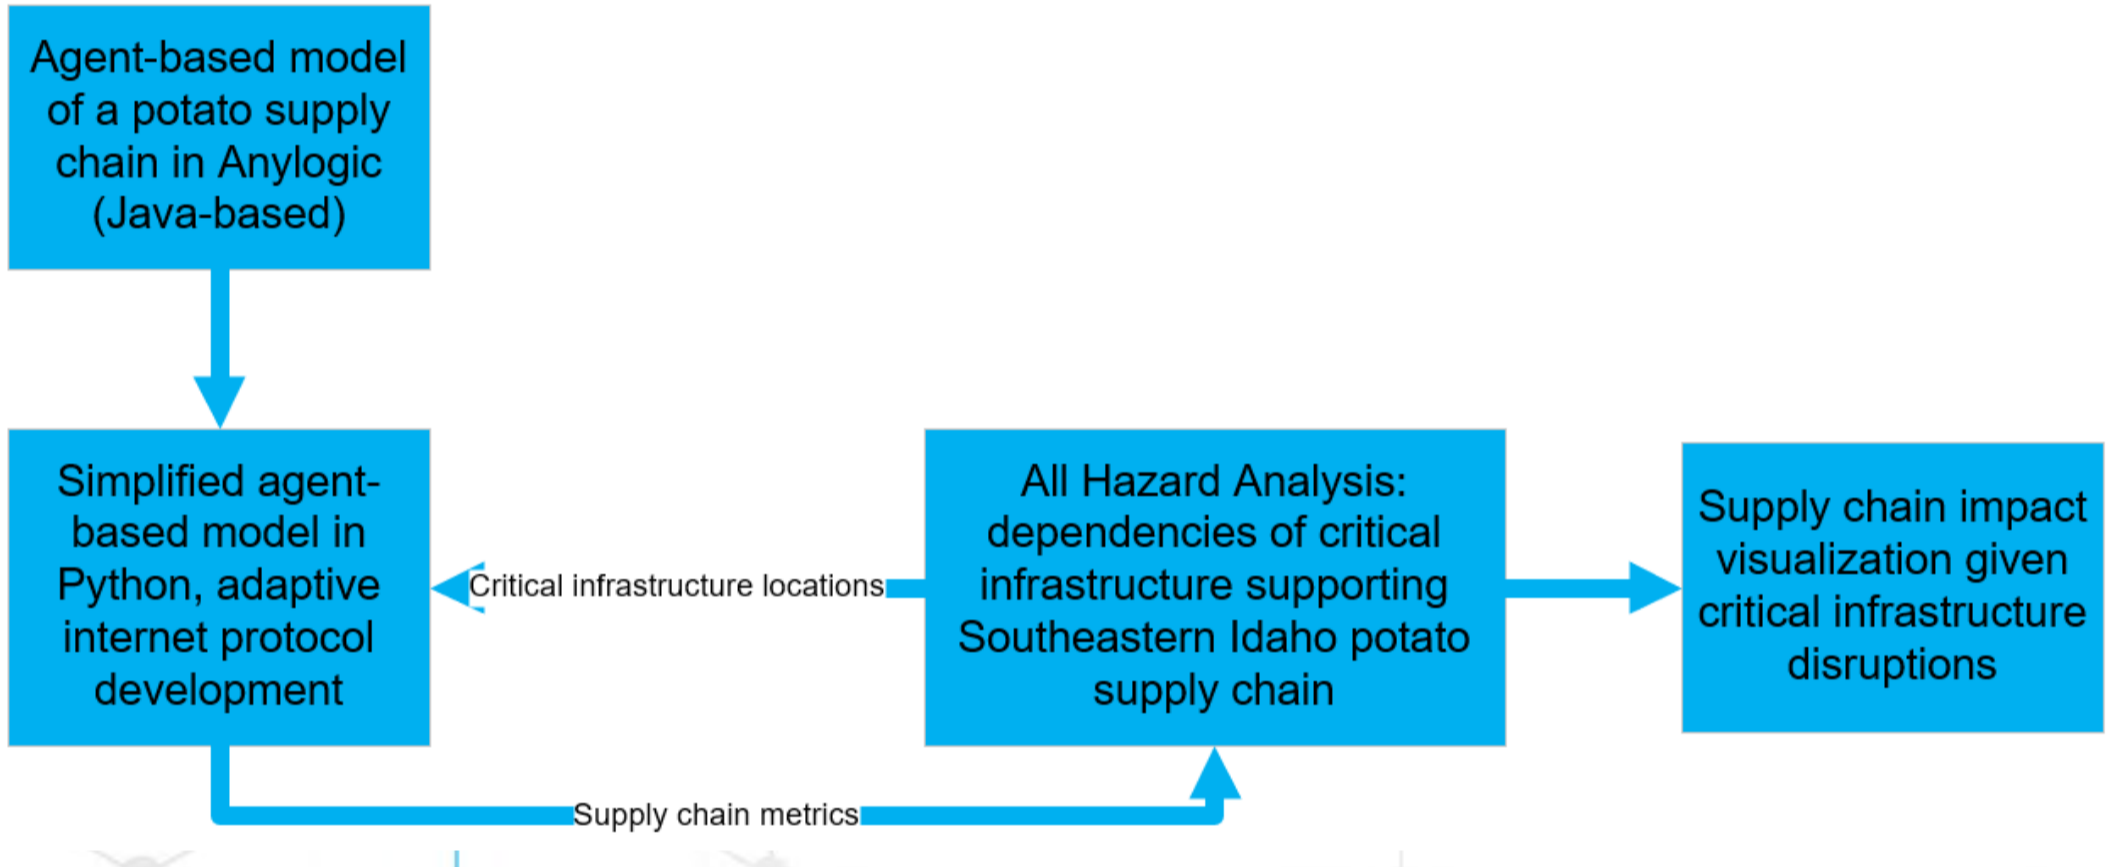 Agent-based model
of a potato supply
chain in Anylogic
(Java-based)
Simplified agent-
based model in
Python, adaptive
internet protocol
development
Critical infrastructure locations
All Hazard Analysis:
dependencies of critical
infrastructure supporting
Southeastern Idaho potato
supply chain
Supply chain impact
visualization given
critical infrastructure
disruptions
Supply chain metrics